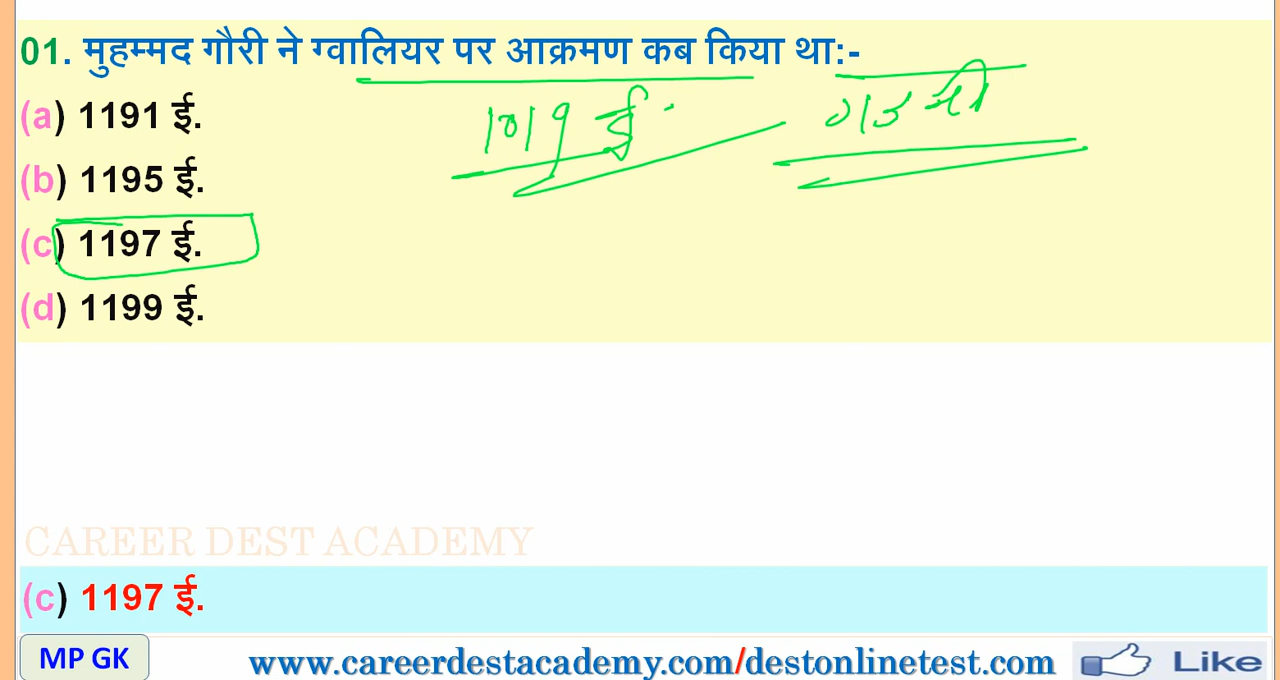 01. मुहम्मद गौरी ने ग्वालियर पर आक्रमण कब किया था:-
(a) 1191 ई.
1019 ई. गजनी
(b) 1195 ई.
(c) 1197 ई.
(d) 1199 ई.
CAREER DEST ACADEMY
(c) 1197 ई.
MP GK
www.careerdestacademy.com/destonlinetest.com
Like